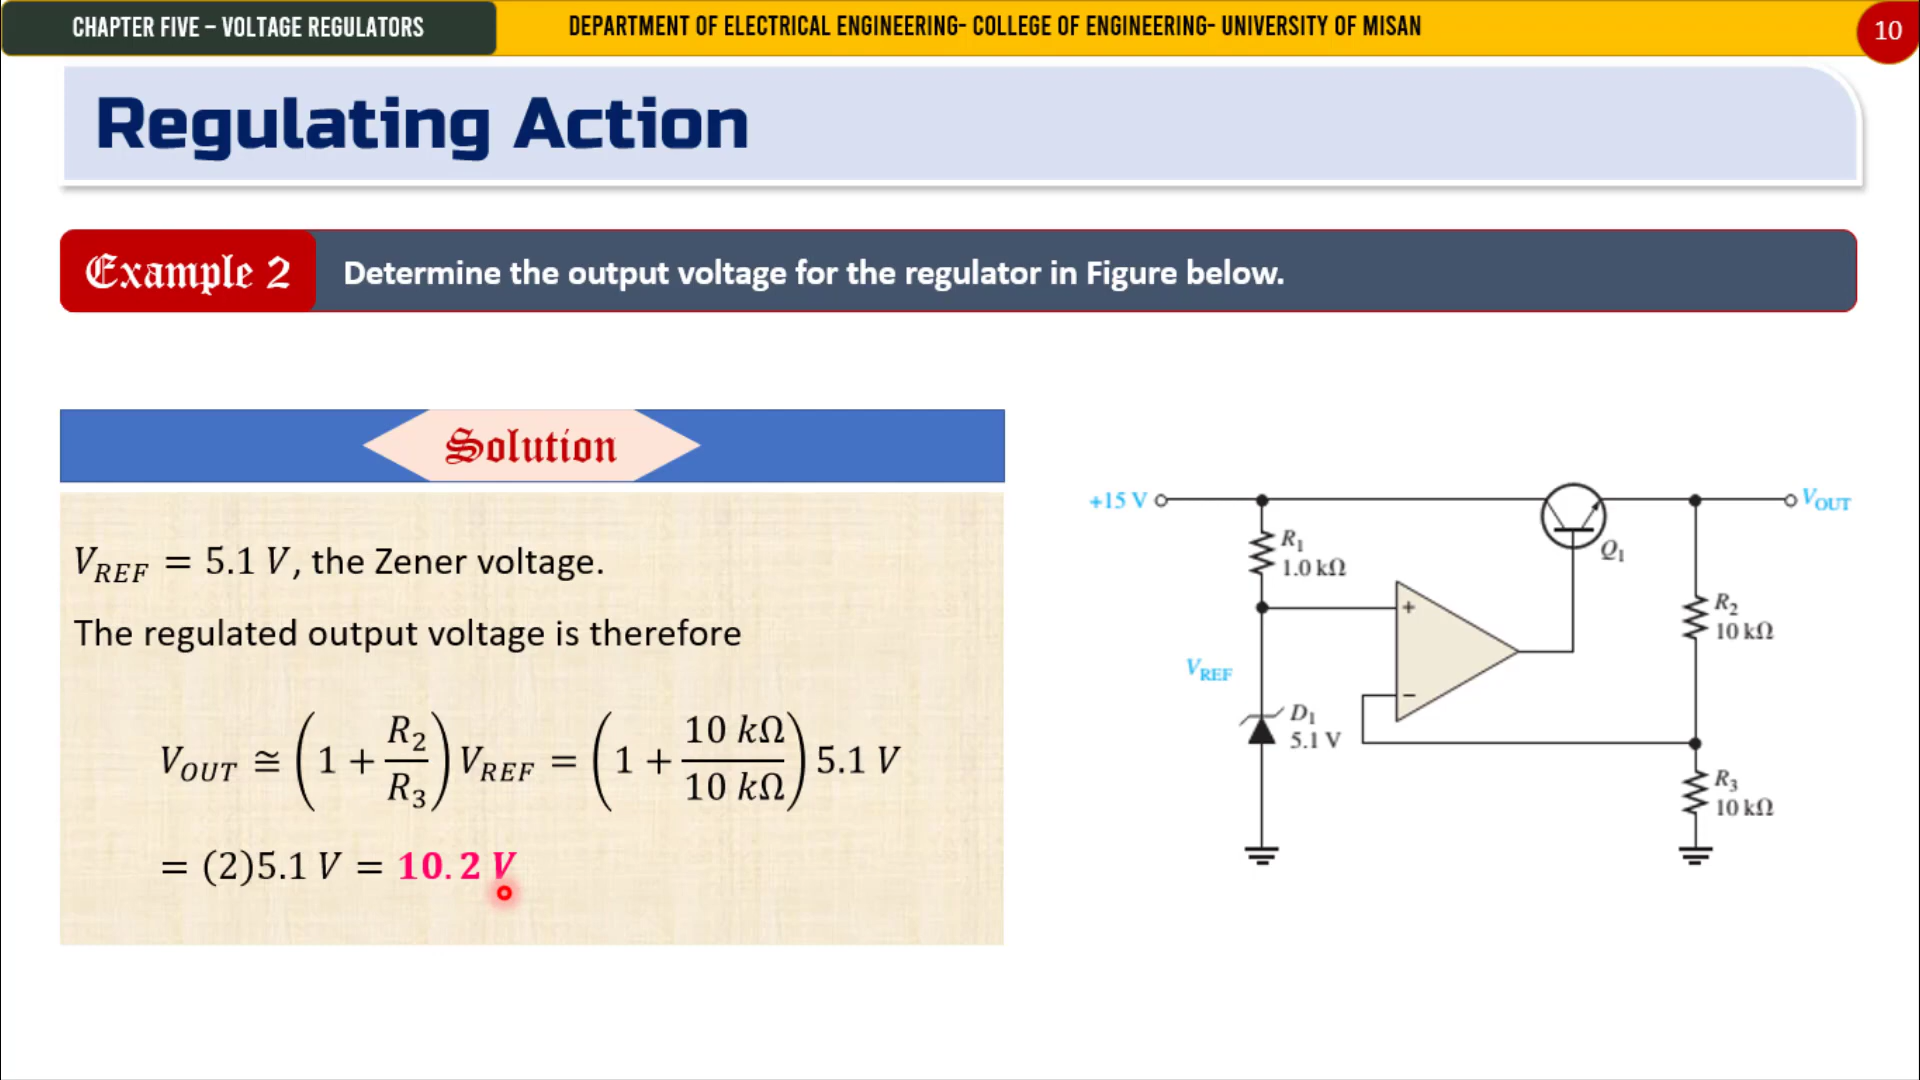 CHAPTER FIVE – VOLTAGE REGULATORS
DEPARTMENT OF ELECTRICAL ENGINEERING- COLLEGE OF ENGINEERING- UNIVERSITY OF MISAN
10
Regulating Action
Example 2
Determine the output voltage for the regulator in Figure below.
Solution
V_REF = 5.1 V, the Zener voltage.
The regulated output voltage is therefore
V_OUT ≅ (1 + R₂/R₃) V_REF = (1 + 10 kΩ/10 kΩ) 5.1 V
= (2)5.1 V = 10.2 V
+15 V
V_OUT
Q₁
R₁
1.0 kΩ
+
R₂
10 kΩ
V_REF
−
D₁
5.1 V
R₃
10 kΩ